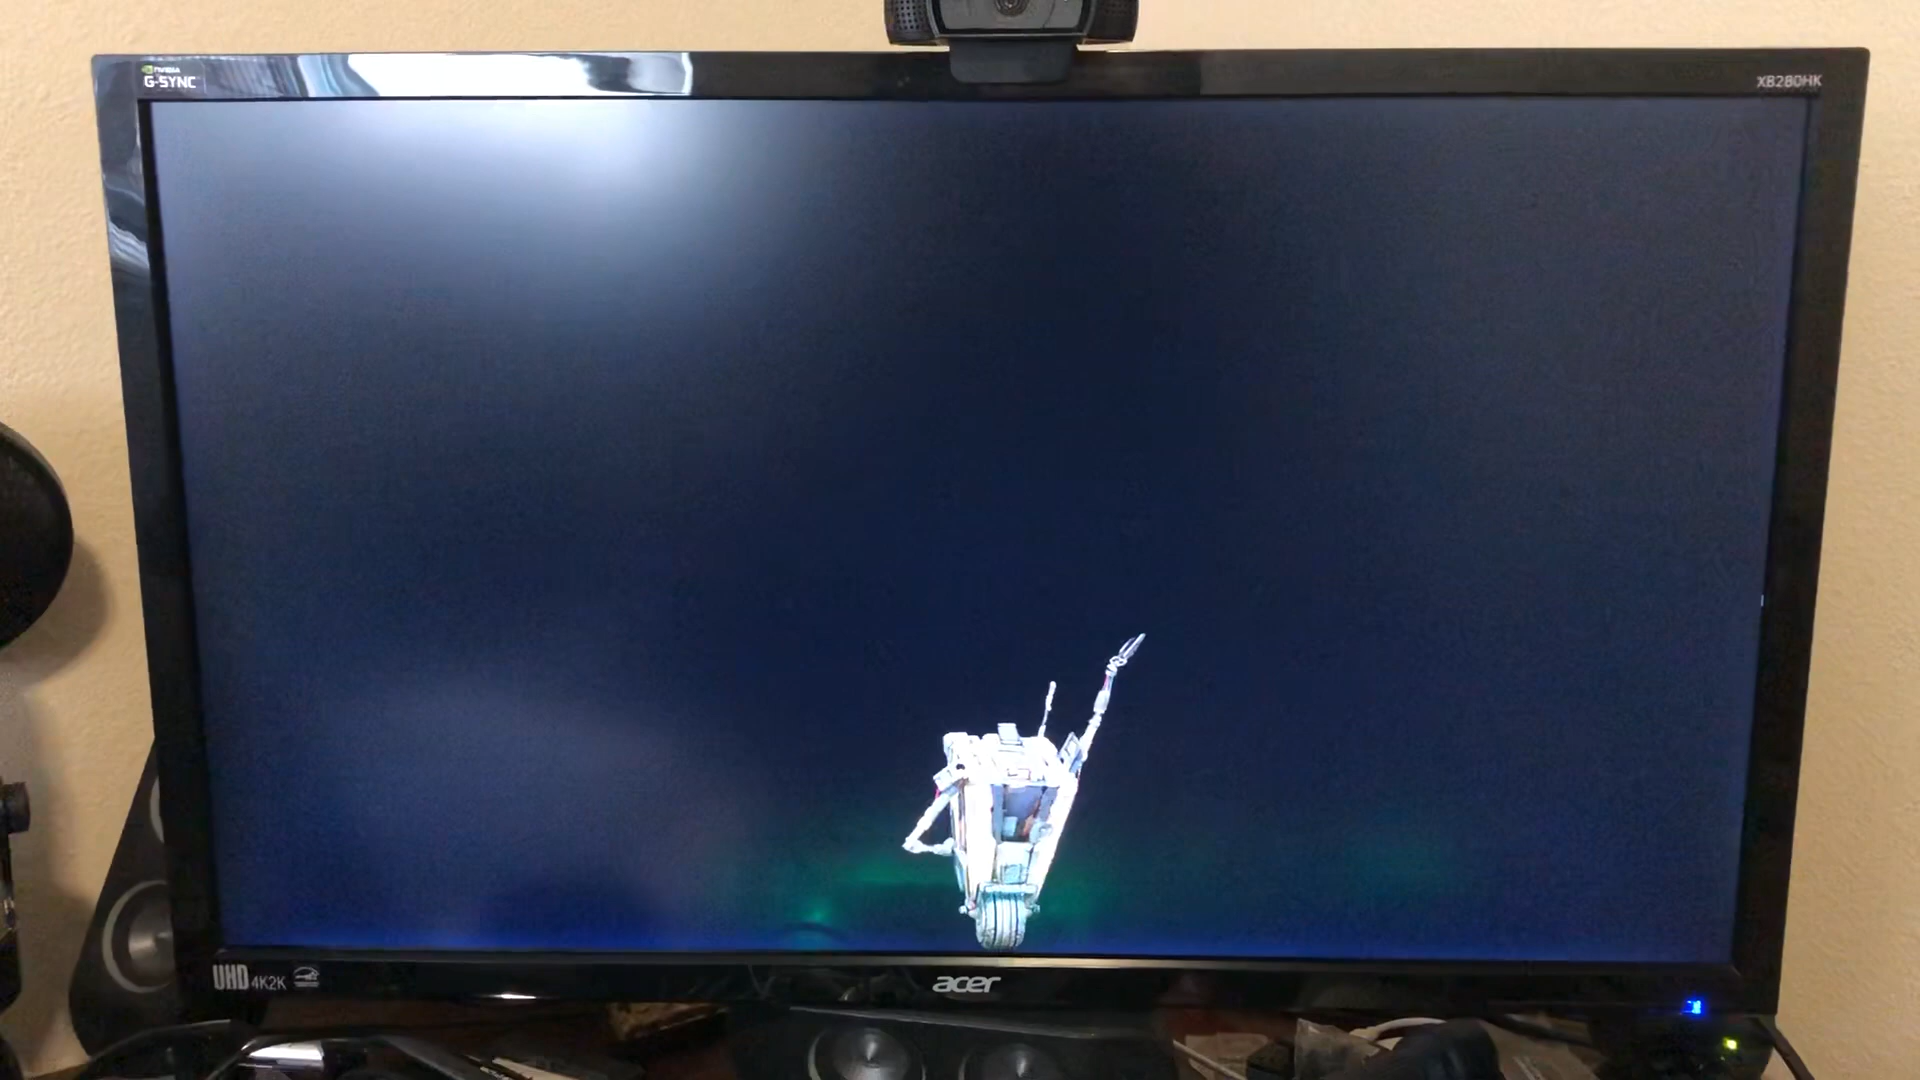 NVIDIA
G-SYNC
XB280HK
UHD 4K2K
acer